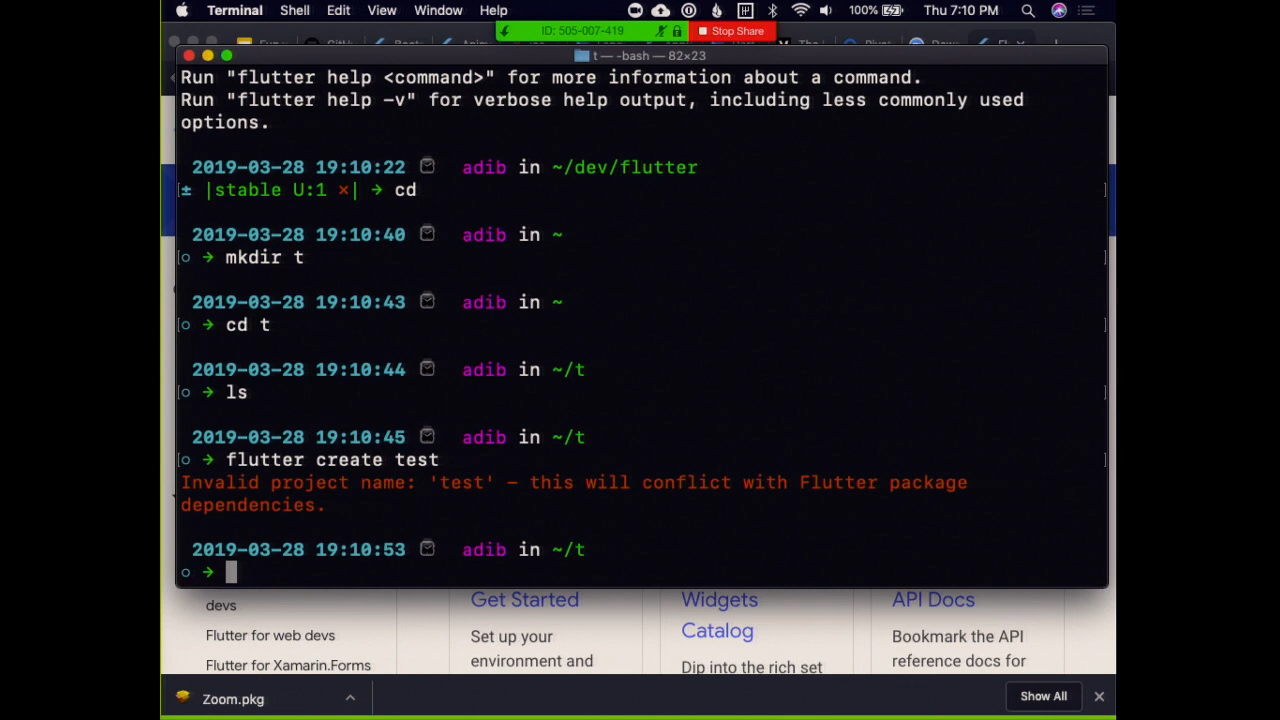 Terminal Shell Edit View Window Help 100% Thu 7:10 PM
ID: 505-007-419 Stop Share
t — -bash — 82×23
Run "flutter help <command>" for more information about a command.
Run "flutter help -v" for verbose help output, including less commonly used
options.
2019-03-28 19:10:22 adib in ~/dev/flutter
[± |stable U:1 ×| → cd ]
2019-03-28 19:10:40 adib in ~
[○ → mkdir t ]
2019-03-28 19:10:43 adib in ~
[○ → cd t ]
2019-03-28 19:10:44 adib in ~/t
[○ → ls ]
2019-03-28 19:10:45 adib in ~/t
[○ → flutter create test ]
Invalid project name: 'test' - this will conflict with Flutter package
dependencies.
2019-03-28 19:10:53 adib in ~/t
○ →
devs
Flutter for web devs
Flutter for Xamarin.Forms
Get Started
Set up your
environment and
Widgets
Catalog
Dip into the rich set
API Docs
Bookmark the API
reference docs for
Zoom.pkg
Show All